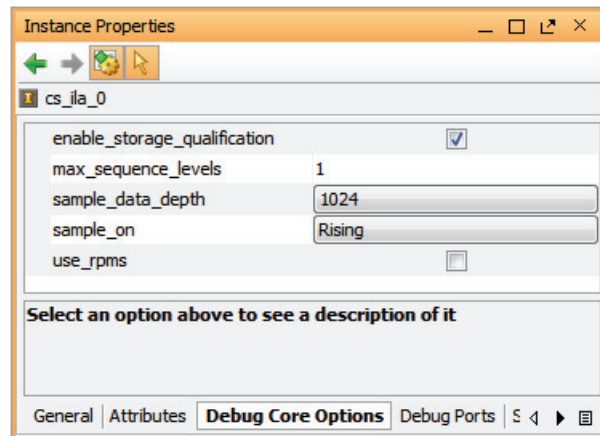 Instance Properties
cs_ila_0
enable_storage_qualification
max_sequence_levels 1
sample_data_depth 1024
sample_on Rising
use_rpms
Select an option above to see a description of it
General Attributes Debug Core Options Debug Ports S